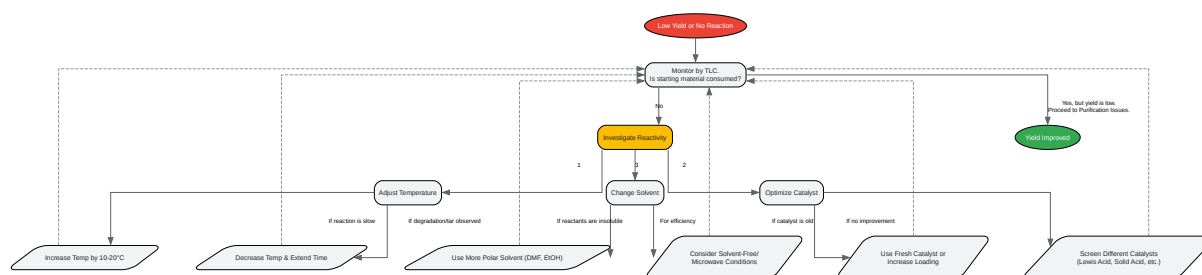 Low Yield or No Reaction
Monitor by TLC.
Is starting material consumed?
No
Yes, but yield is low.
Proceed to Purification Issues.
Investigate Reactivity
Yield Improved
1
3
2
Adjust Temperature
Change Solvent
Optimize Catalyst
If reaction is slow
If degradation/tar observed
If reactants are insoluble
For efficiency
If catalyst is old
If no improvement
Increase Temp by 10-20°C
Decrease Temp & Extend Time
Use More Polar Solvent (DMF, EtOH)
Consider Solvent-Free/
Microwave Conditions
Use Fresh Catalyst or
Increase Loading
Screen Different Catalysts
(Lewis Acid, Solid Acid, etc.)